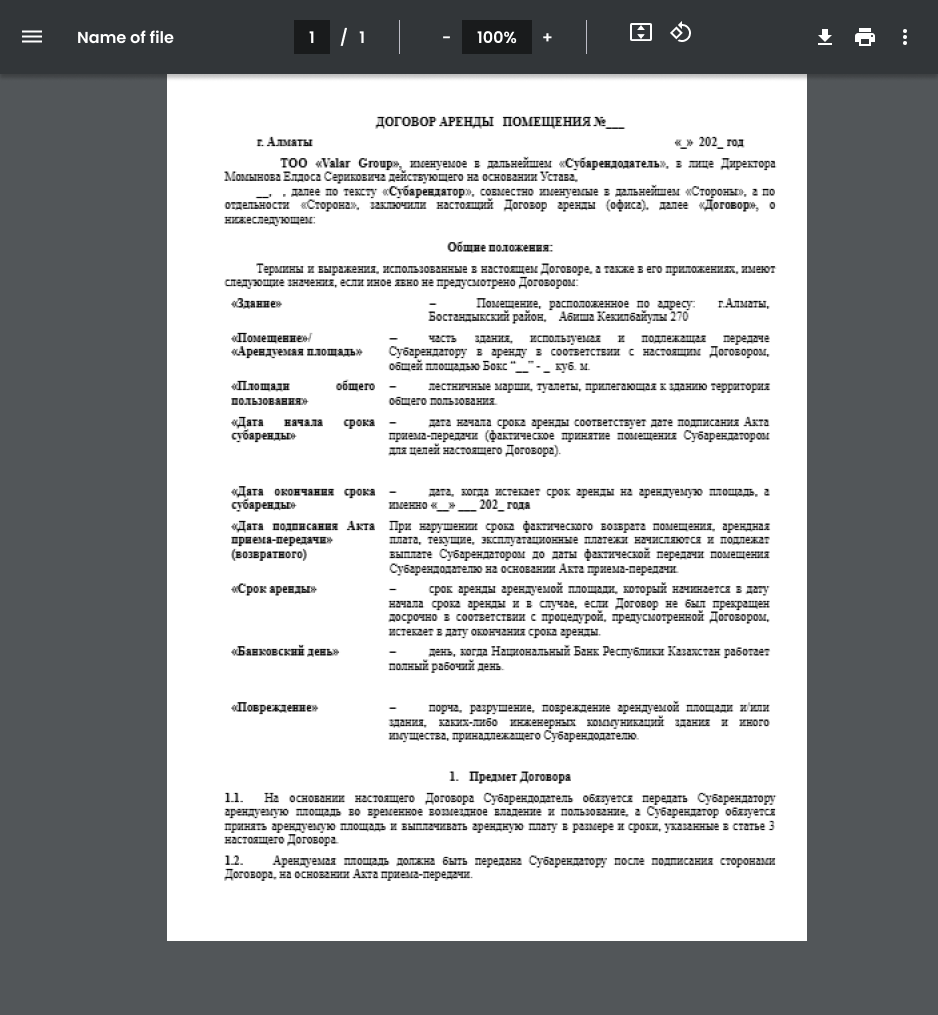 Name of file
1 / 1
- 100% +
ДОГОВОР АРЕНДЫ ПОМЕЩЕНИЯ №___
г. Алматы «_» 202_ год
ТОО «Valar Group», именуемое в дальнейшем «Субарендодатель», в лице Директора
Момынова Елдоса Сериковича действующего на основании Устава,
__, , далее по тексту «Субарендатор», совместно именуемые в дальнейшем «Стороны», а по
отдельности «Сторона», заключили настоящий Договор аренды (офиса), далее «Договор», о
нижеследующем:
Общие положения:
Термины и выражения, использованные в настоящем Договоре, а также в его приложениях, имеют
следующие значения, если иное явно не предусмотрено Договором:
«Здание» – Помещение, расположенное по адресу: г.Алматы,
Бостандыкский район, Абиша Кекилбайулы 270
«Помещение»/ – часть здания, используемая и подлежащая передаче
«Арендуемая площадь» Субарендатору в аренду в соответствии с настоящим Договором,
общей площадью Бокс “__” - _ куб. м.
«Площади общего – лестничные марши, туалеты, прилегающая к зданию территория
пользования» общего пользования.
«Дата начала срока – дата начала срока аренды соответствует дате подписания Акта
субаренды» приема-передачи (фактическое принятие помещения Субарендатором
для целей настоящего Договора).
«Дата окончания срока – дата, когда истекает срок аренды на арендуемую площадь, а
субаренды» именно «__» ___ 202_ года
«Дата подписания Акта При нарушении срока фактического возврата помещения, арендная
приема-передачи» плата, текущие, эксплуатационные платежи начисляются и подлежат
(возвратного) выплате Субарендатором до даты фактической передачи помещения
Субарендодателю на основании Акта приема-передачи.
«Срок аренды» – срок аренды арендуемой площади, который начинается в дату
начала срока аренды и в случае, если Договор не был прекращен
досрочно в соответствии с процедурой, предусмотренной Договором,
истекает в дату окончания срока аренды.
«Банковский день» – день, когда Национальный Банк Республики Казахстан работает
полный рабочий день.
«Повреждение» – порча, разрушение, повреждение арендуемой площади и/или
здания, каких-либо инженерных коммуникаций здания и иного
имущества, принадлежащего Субарендодателю.
1. Предмет Договора
1.1. На основании настоящего Договора Субарендодатель обязуется передать Субарендатору
арендуемую площадь во временное возмездное владение и пользование, а Субарендатор обязуется
принять арендуемую площадь и выплачивать арендную плату в размере и сроки, указанные в статье 3
настоящего Договора.
1.2. Арендуемая площадь должна быть передана Субарендатору после подписания сторонами
Договора, на основании Акта приема-передачи.